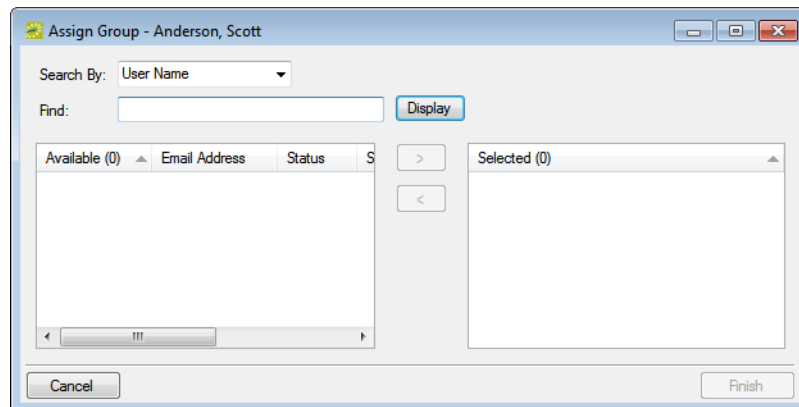 Assign Group - Anderson, Scott
Search By: User Name
Find: Display
Available (0) Email Address Status S > Selected (0)
<
Cancel Finish